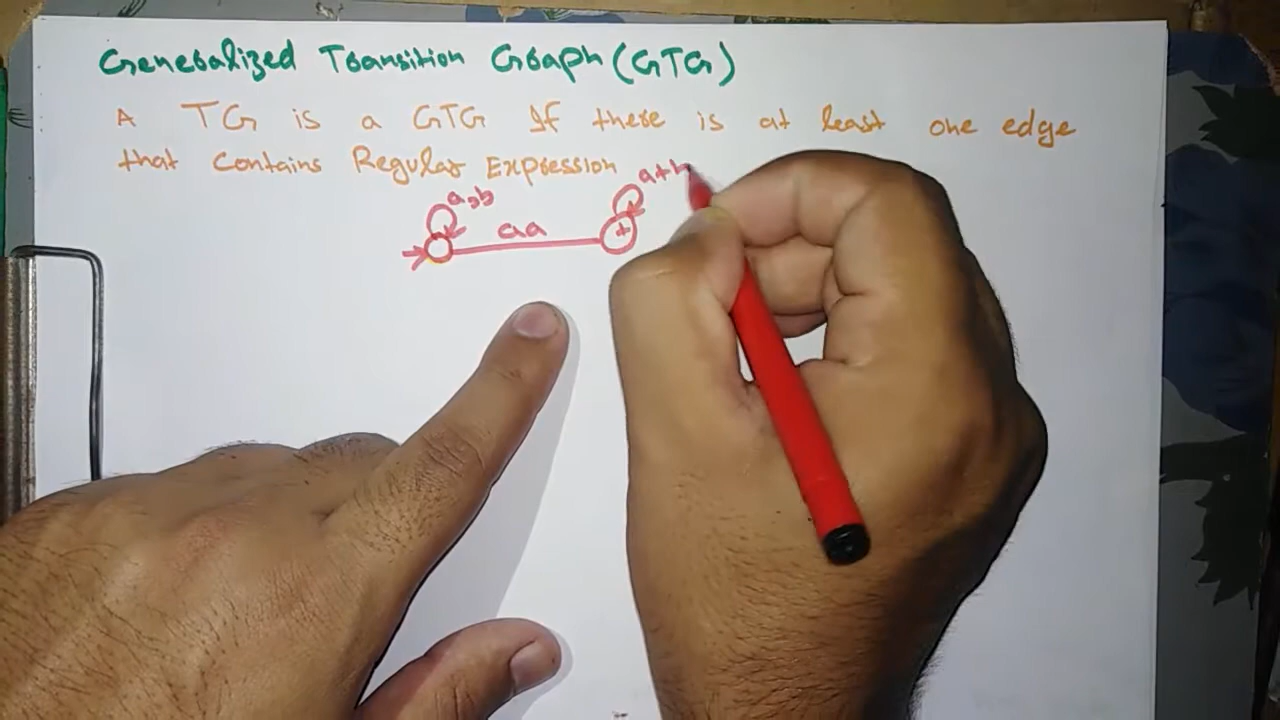 Generalized Transition Graph (GTG)
A TG is a GTG If there is at least one edge
that contains Regular Expression
a,b aa + a+b